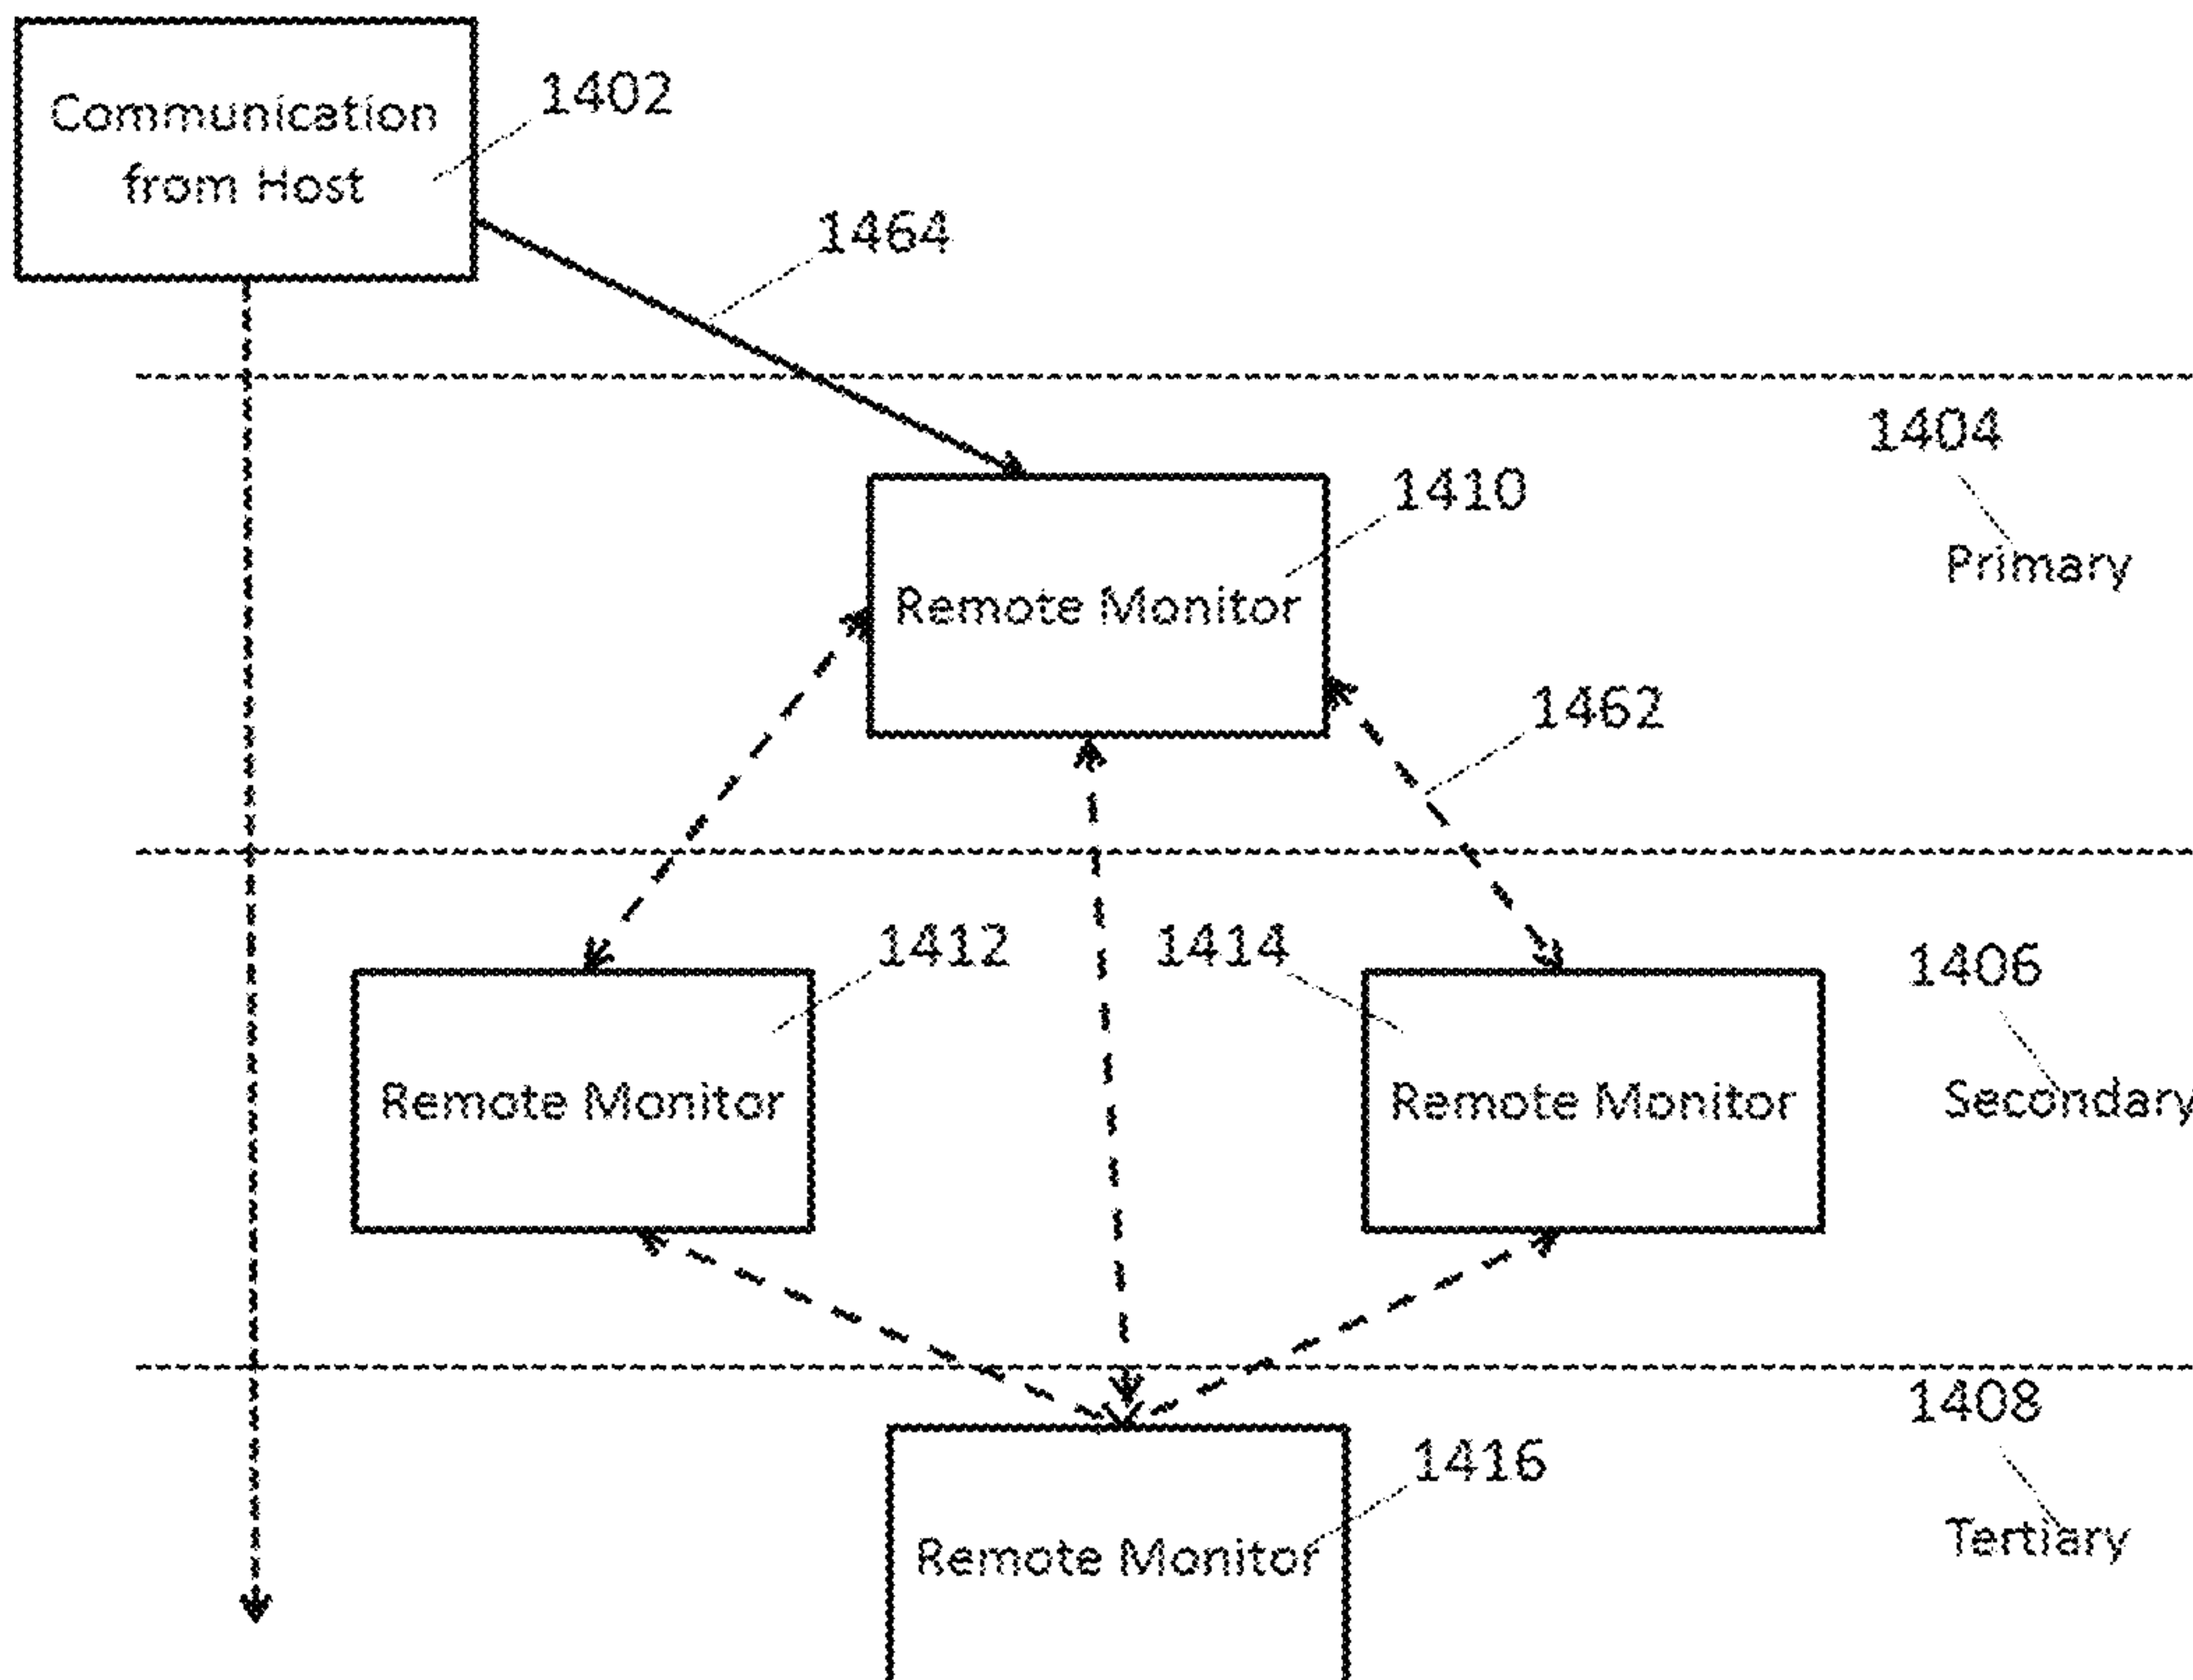 Communication
from Host
1402
1464
1404
Primary
1410
Remote Monitor
1462
1412
1414
1406
Remote Monitor
Remote Monitor
Secondary
1408
1416
Remote Monitor
Tertiary